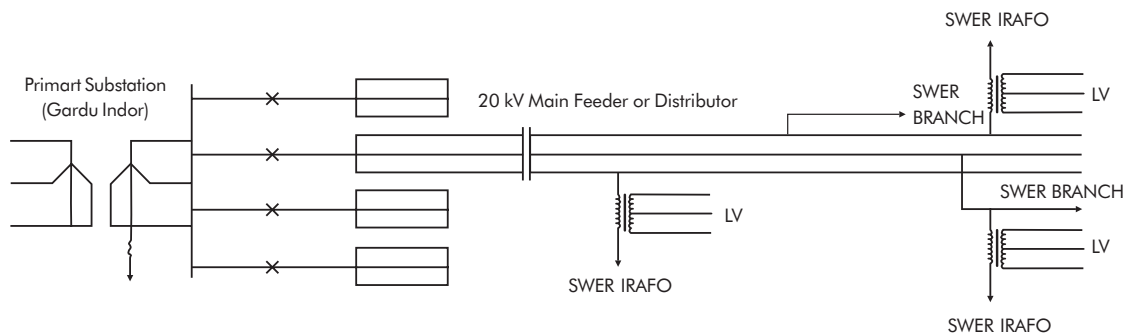 SWER IRAFO
Primart Substation
(Gardu Indor)
20 kV Main Feeder or Distributor
SWER
BRANCH
LV
SWER BRANCH
LV
LV
SWER IRAFO
SWER IRAFO